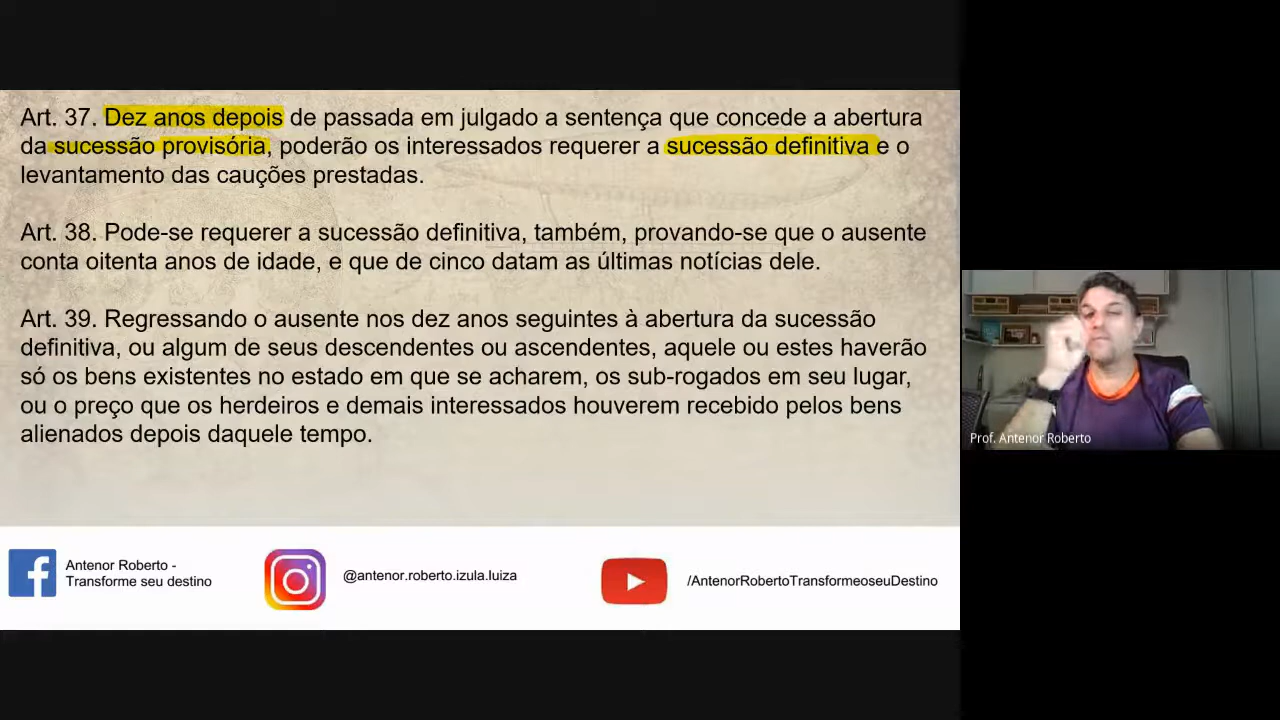 Art. 37. Dez anos depois de passada em julgado a sentença que concede a abertura
da sucessão provisória, poderão os interessados requerer a sucessão definitiva e o
levantamento das cauções prestadas.
Art. 38. Pode-se requerer a sucessão definitiva, também, provando-se que o ausente
conta oitenta anos de idade, e que de cinco datam as últimas notícias dele.
Art. 39. Regressando o ausente nos dez anos seguintes à abertura da sucessão
definitiva, ou algum de seus descendentes ou ascendentes, aquele ou estes haverão
só os bens existentes no estado em que se acharem, os sub-rogados em seu lugar,
ou o preço que os herdeiros e demais interessados houverem recebido pelos bens
alienados depois daquele tempo.
Prof. Antenor Roberto
Antenor Roberto -
Transforme seu destino
@antenor.roberto.izula.luiza
/AntenorRobertoTransformeoseuDestino